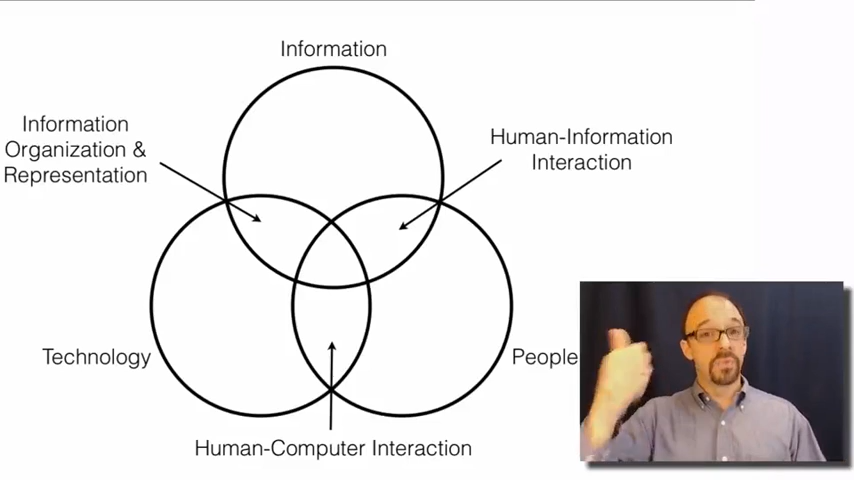 Information
Information
Organization &
Representation
Human-Information
Interaction
Technology
People
Human-Computer Interaction